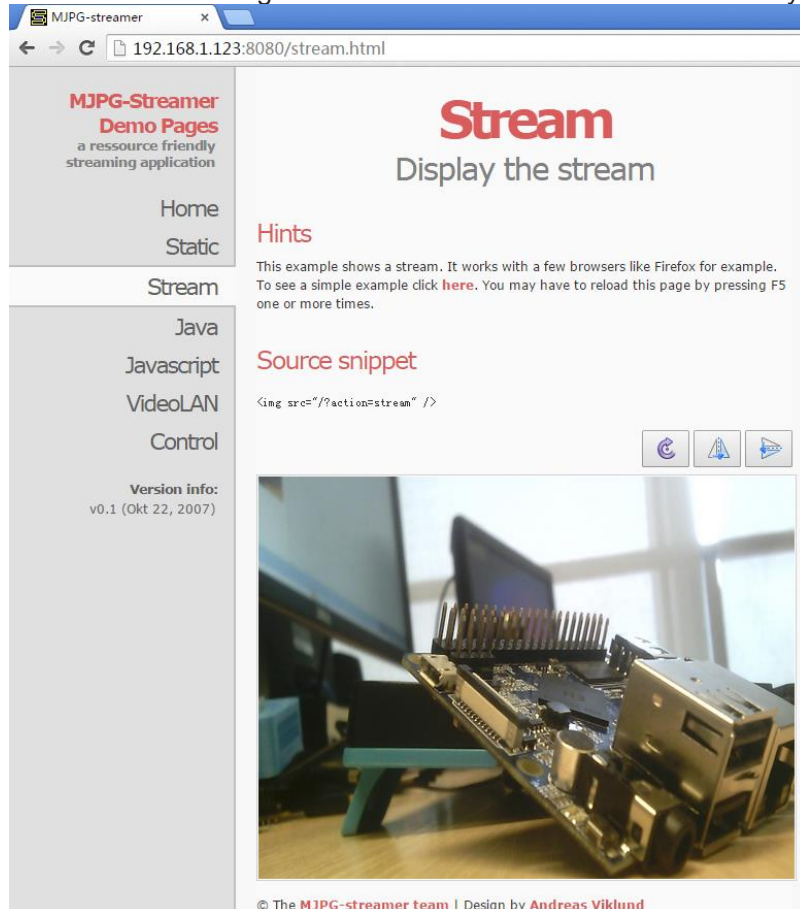 MJPG-streamer
192.168.1.123:8080/stream.html
MJPG-Streamer
Demo Pages
a ressource friendly
streaming application
Home
Static
Stream
Java
Javascript
VideoLAN
Control
Version info:
v0.1 (Okt 22, 2007)
Stream
Display the stream
Hints
This example shows a stream. It works with a few browsers like Firefox for example.
To see a simple example click here. You may have to reload this page by pressing F5
one or more times.
Source snippet
<img src="/?action=stream" />
© The MJPG-streamer team | Design by Andreas Viklund